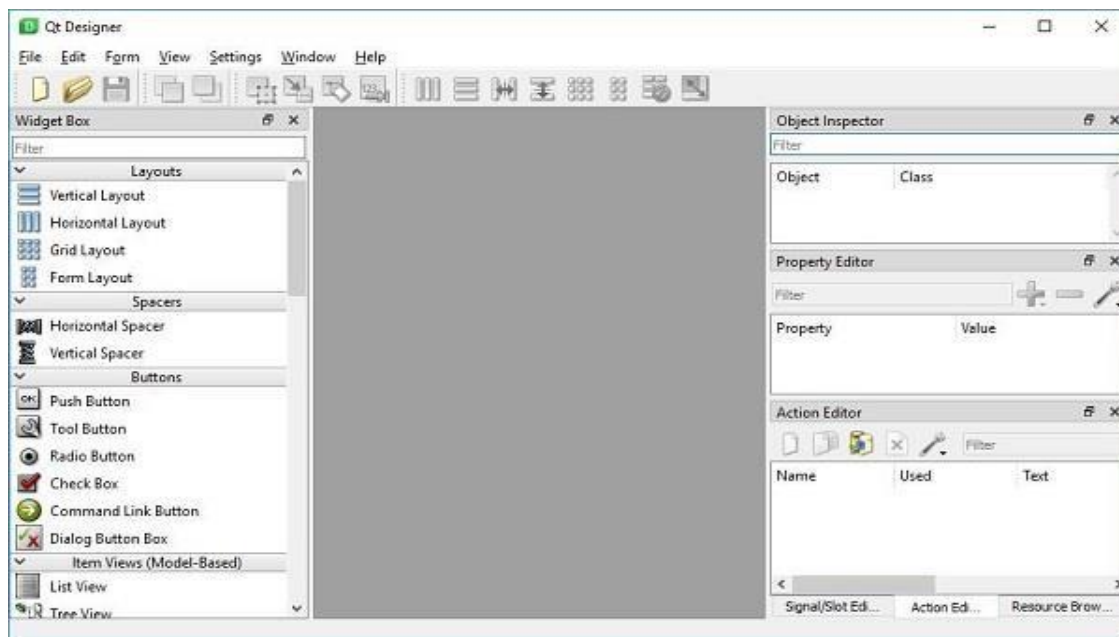 Qt Designer
File Edit Form View Settings Window Help
Widget Box
Filter
Layouts
Vertical Layout
Horizontal Layout
Grid Layout
Form Layout
Spacers
Horizontal Spacer
Vertical Spacer
Buttons
OK Push Button
Tool Button
Radio Button
Check Box
Command Link Button
Dialog Button Box
Item Views (Model-Based)
List View
Tree View
Object Inspector
Filter
Object Class
Property Editor
Filter
Property Value
Action Editor
Filter
Name Used Text
Signal/Slot Edi... Action Edi... Resource Brow...